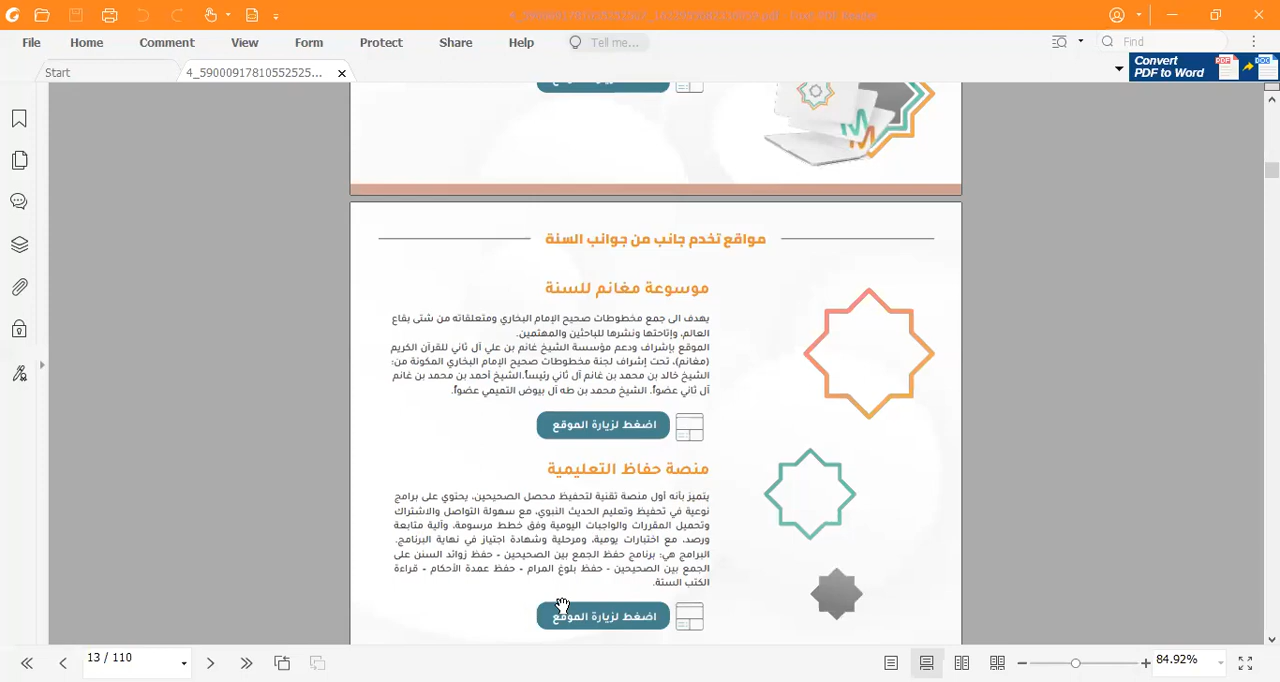 File Home Comment View Form Protect Share Help Tell me... Find
Start 4_59000917810552525...
Convert
PDF to Word
PDF DOC
مواقع تخدم جانب من جوانب السنة
موسوعة مغانم للسنة
يهدف الى جمع مخطوطات صحيح الإمام البخاري ومتعلقاته من شتى بقاع
العالم، وإتاحتها ونشرها للباحثين والمهتمين.
الموقع بإشراف ودعم مؤسسة الشيخ غانم بن علي آل ثاني للقرآن الكريم
(مغانم)، تحت إشراف لجنة مخطوطات صحيح الإمام البخاري المكونة من:
الشيخ خالد بن محمد بن غانم آل ثاني رئيساً.الشيخ أحمد بن محمد بن غانم
آل ثاني عضواً. الشيخ محمد بن طه آل بيوض التميمي عضواً.
اضغط لزيارة الموقع
منصة حفاظ التعليمية
يتميز بأنه أول منصة تقنية لتحفيظ محصل الصحيحين، يحتوي على برامج
نوعية في تحفيظ وتعليم الحديث النبوي، مع سهولة التواصل والاشتراك
وتحميل المقررات والواجبات اليومية وفق خطط مرسومة، وآلية متابعة
ورصد، مع اختبارات يومية، ومرحلية وشهادة اجتياز في نهاية البرنامج.
البرامج هي: برنامج حفظ الجمع بين الصحيحين - حفظ زوائد السنن على
الجمع بين الصحيحين - حفظ بلوغ المرام - حفظ عمدة الأحكام - قراءة
الكتب الستة.
اضغط لزيارة الموقع
13 / 110
84.92%